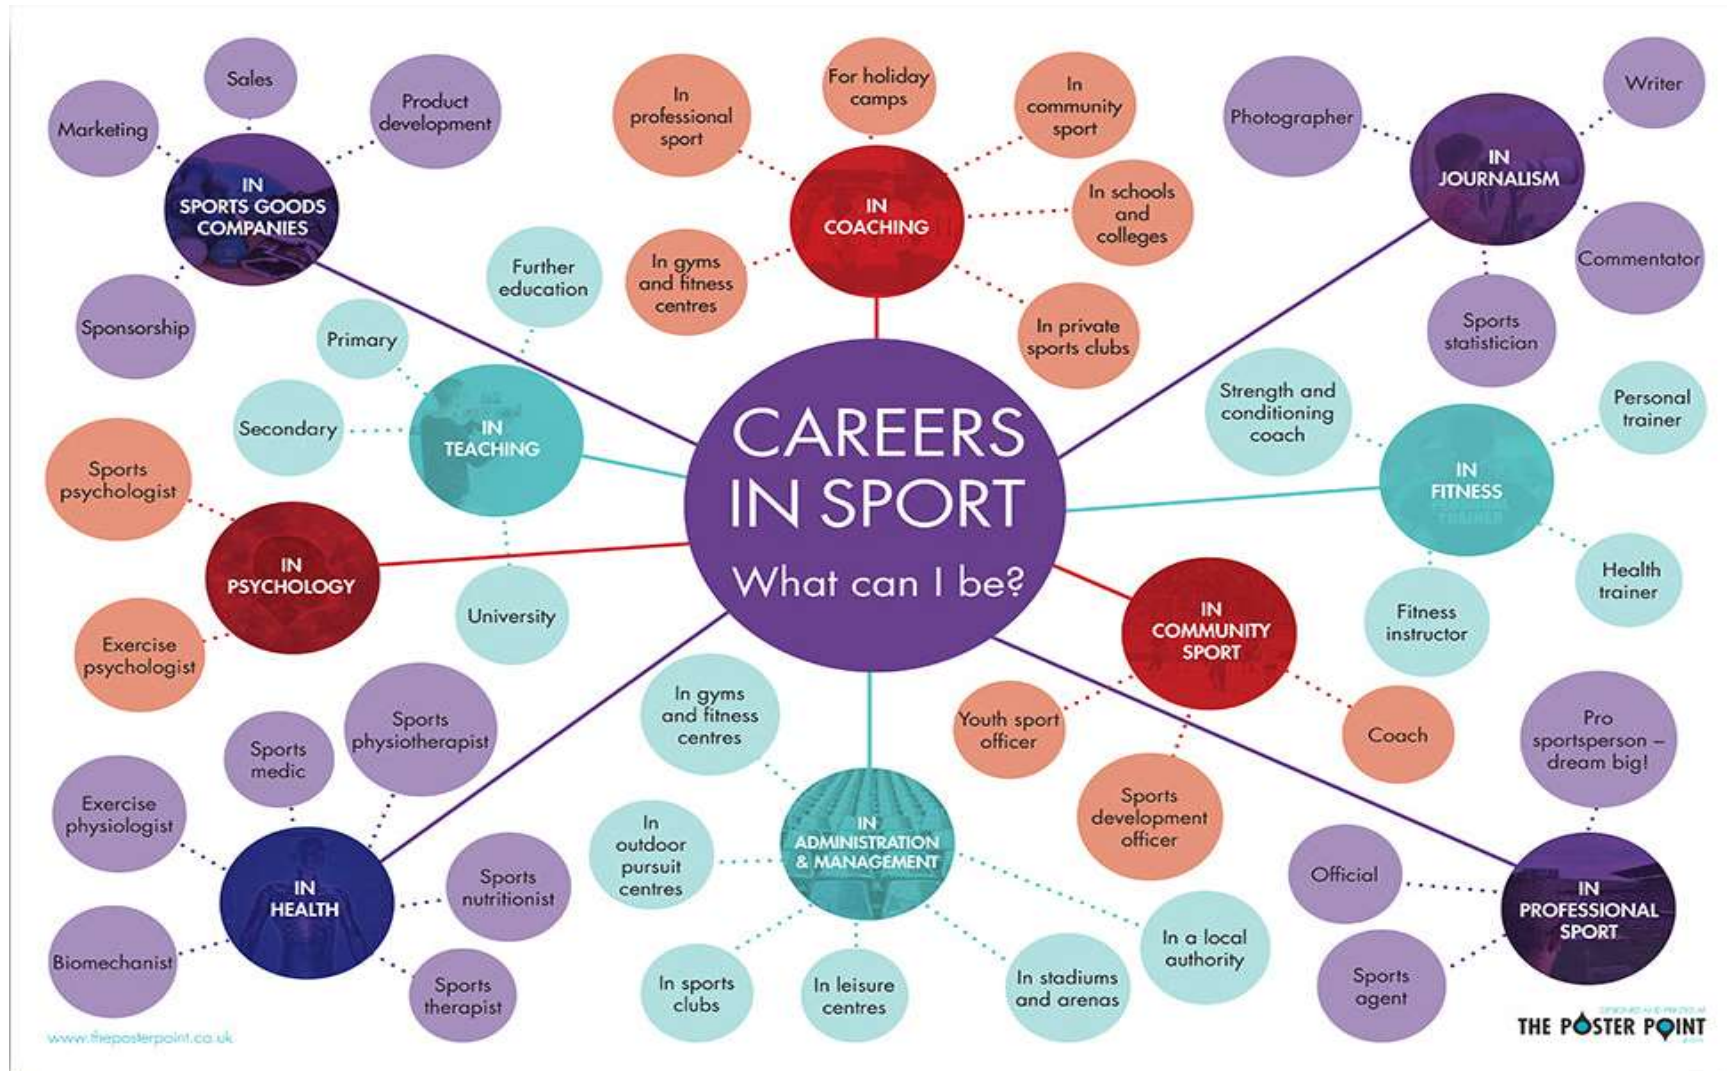 CAREERS
IN SPORT
What can I be?
IN
SPORTS GOODS
COMPANIES
Marketing
Sales
Product
development
Sponsorship
IN
TEACHING
Further
education
Primary
Secondary
University
IN
COACHING
In
professional
sport
For holiday
camps
In
community
sport
In schools
and
colleges
In private
sports clubs
In gyms
and fitness
centres
IN
JOURNALISM
Photographer
Writer
Commentator
Sports
statistician
IN
FITNESS
TRAINER
Strength and
conditioning
coach
Personal
trainer
Health
trainer
Fitness
instructor
IN
PSYCHOLOGY
Sports
psychologist
Exercise
psychologist
IN
COMMUNITY
SPORT
Youth sport
officer
Sports
development
officer
Coach
IN
HEALTH
Sports
medic
Sports
physiotherapist
Exercise
physiologist
Biomechanist
Sports
nutritionist
Sports
therapist
IN
ADMINISTRATION
& MANAGEMENT
In gyms
and fitness
centres
In
outdoor
pursuit
centres
In sports
clubs
In leisure
centres
In stadiums
and arenas
In a local
authority
IN
PROFESSIONAL
SPORT
Pro
sportsperson –
dream big!
Official
Sports
agent
www.theposterpoint.co.uk
THE POSTER POINT